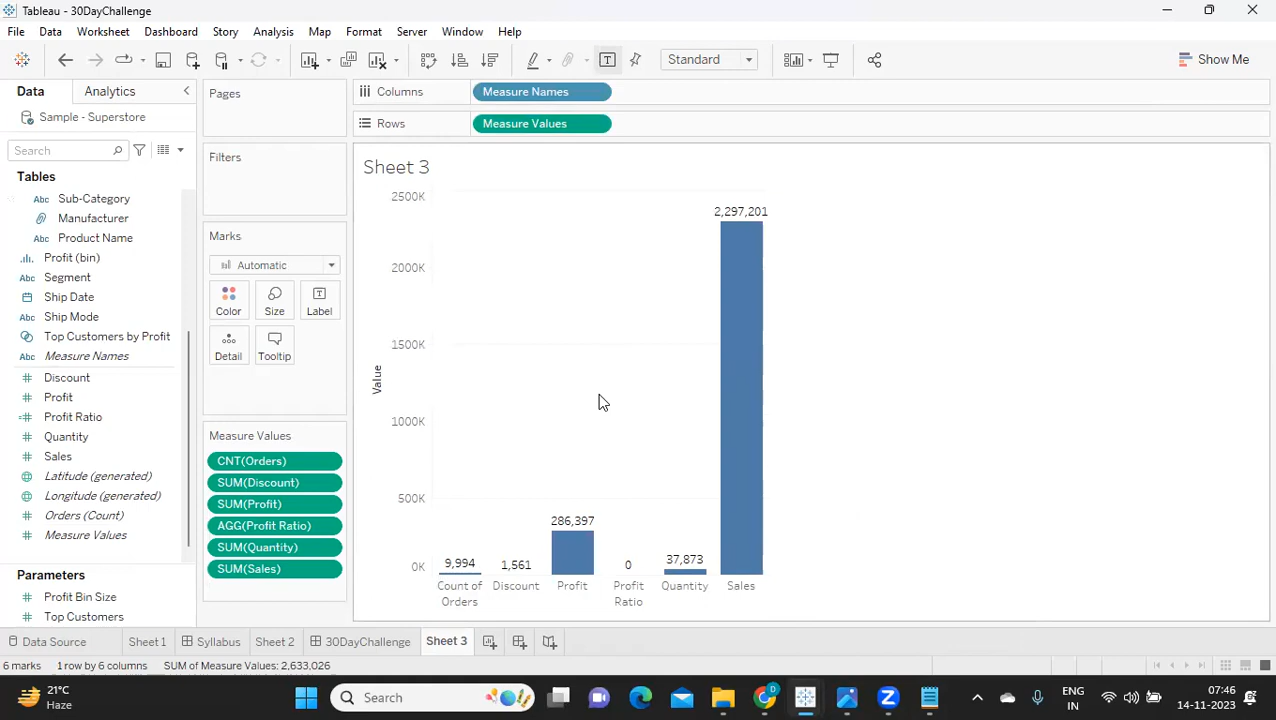 Tableau - 30DayChallenge
File Data Worksheet Dashboard Story Analysis Map Format Server Window Help
Standard
Show Me
Data Analytics
Sample - Superstore
Search
Tables
Abc Sub-Category
Manufacturer
Abc Product Name
Profit (bin)
Abc Segment
Ship Date
Abc Ship Mode
Top Customers by Profit
Abc Measure Names
Discount
Profit
Profit Ratio
Quantity
Sales
Latitude (generated)
Longitude (generated)
Orders (Count)
Measure Values
Parameters
Profit Bin Size
Top Customers
Pages
Filters
Marks
Automatic
Color Size Label
Detail Tooltip
Measure Values
CNT(Orders)
SUM(Discount)
SUM(Profit)
AGG(Profit Ratio)
SUM(Quantity)
SUM(Sales)
Columns Measure Names
Rows Measure Values
Sheet 3
2500K
2000K
1500K
1000K
500K
0K
Value
9,994 1,561 286,397 0 37,873 2,297,201
Count of Orders Discount Profit Profit Ratio Quantity Sales
Data Source Sheet 1 Syllabus Sheet 2 30DayChallenge Sheet 3
6 marks 1 row by 6 columns SUM of Measure Values: 2,633,026
21°C
Haze
Search
ENG
IN
07:46
14-11-2023